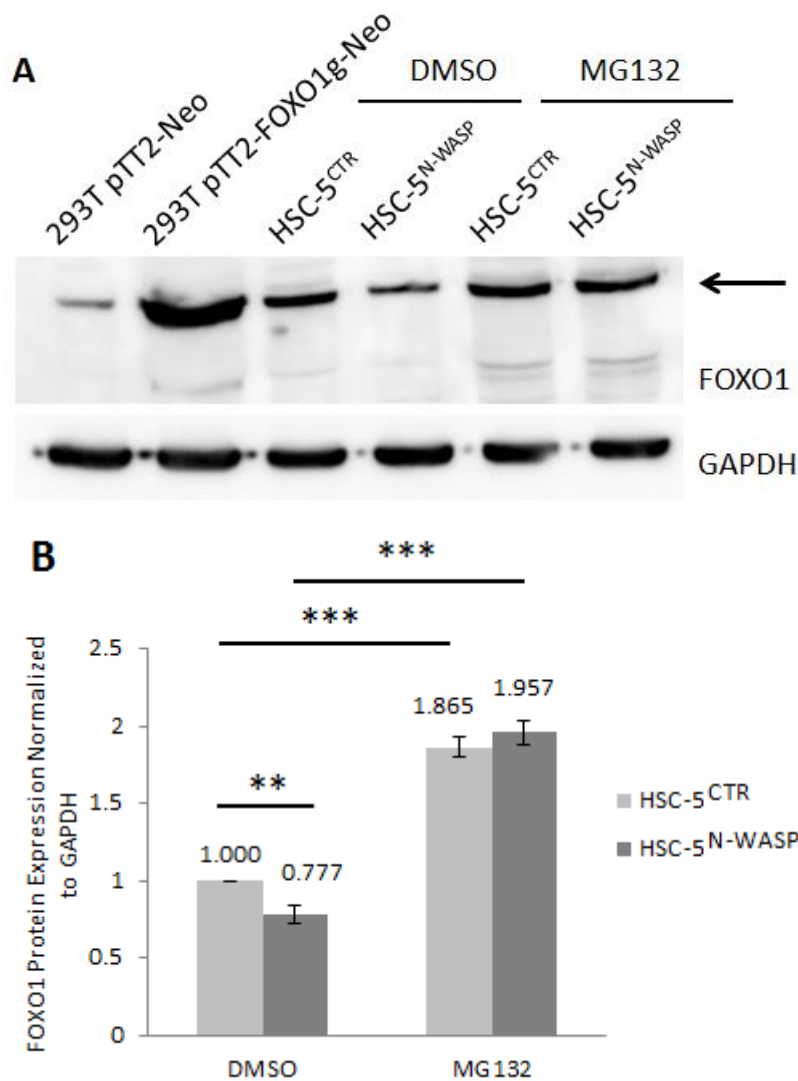 A
DMSO
MG132
293T pTT2-Neo
293T pTT2-FOXO1g-Neo
HSC-5CTR
HSC-5N-WASP
HSC-5CTR
HSC-5N-WASP
FOXO1
GAPDH
B
***
***
**
FOXO1 Protein Expression Normalized
to GAPDH
2.5
2
1.5
1
0.5
0
1.000
0.777
1.865
1.957
DMSO
MG132
HSC-5CTR
HSC-5N-WASP